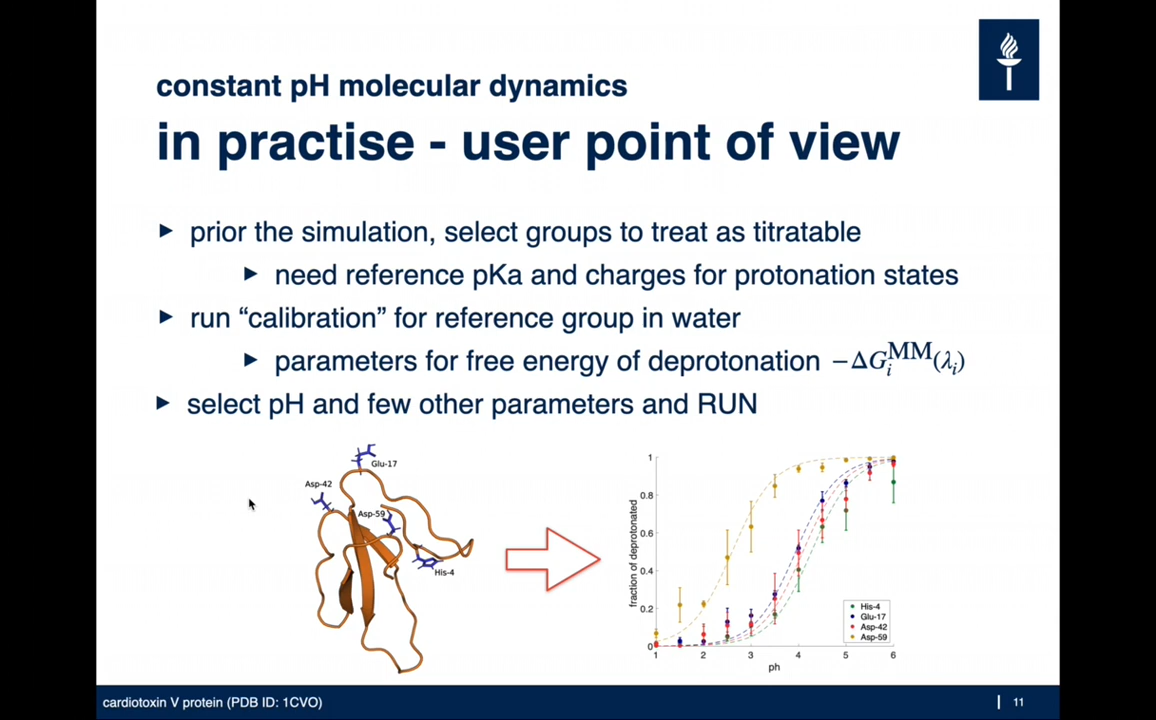 constant pH molecular dynamics
in practise - user point of view
▶ prior the simulation, select groups to treat as titratable
▶ need reference pKa and charges for protonation states
▶ run “calibration” for reference group in water
▶ parameters for free energy of deprotonation −ΔG_i^MM(λ_i)
▶ select pH and few other parameters and RUN
Glu-17
Asp-42
Asp-59
His-4
fraction of deprotonated
1
0.8
0.6
0.4
0.2
0
1 2 3 4 5 6
ph
His-4
Glu-17
Asp-42
Asp-59
cardiotoxin V protein (PDB ID: 1CVO)
| 11